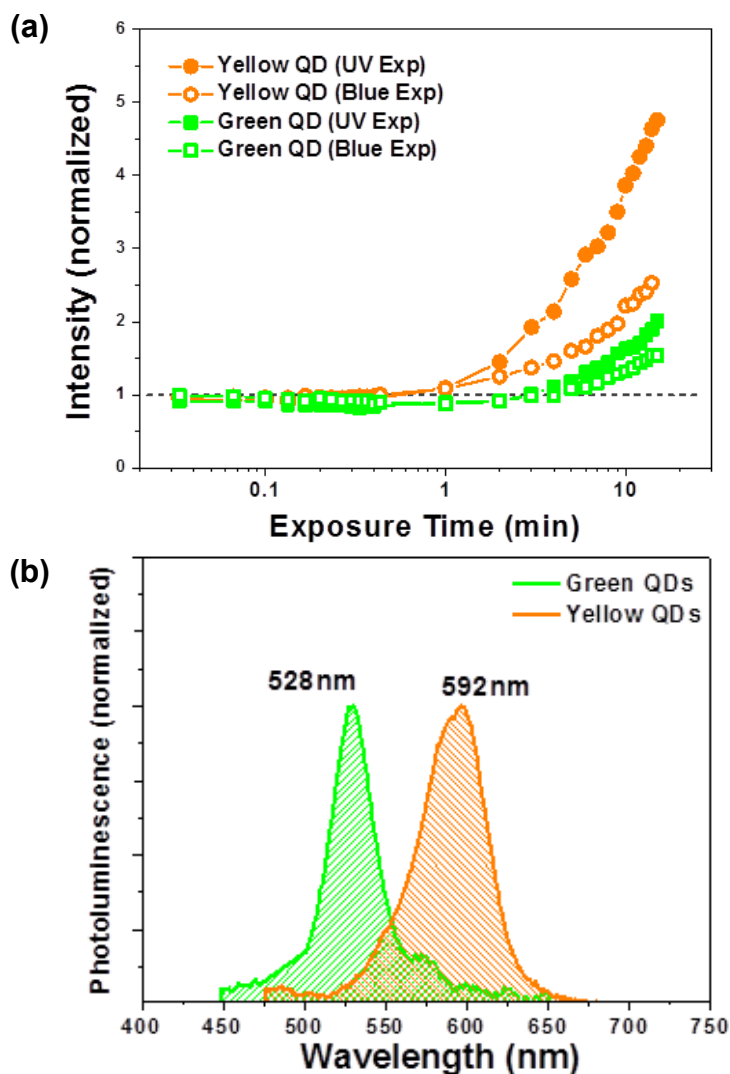 (a)
6
5
4
3
2
1
0
Intensity (normalized)
Yellow QD (UV Exp)
Yellow QD (Blue Exp)
Green QD (UV Exp)
Green QD (Blue Exp)
0.1 1 10
Exposure Time (min)
(b)
Photoluminescence (normalized)
Green QDs
Yellow QDs
528nm 592nm
400 450 500 550 600 650 700 750
Wavelength (nm)